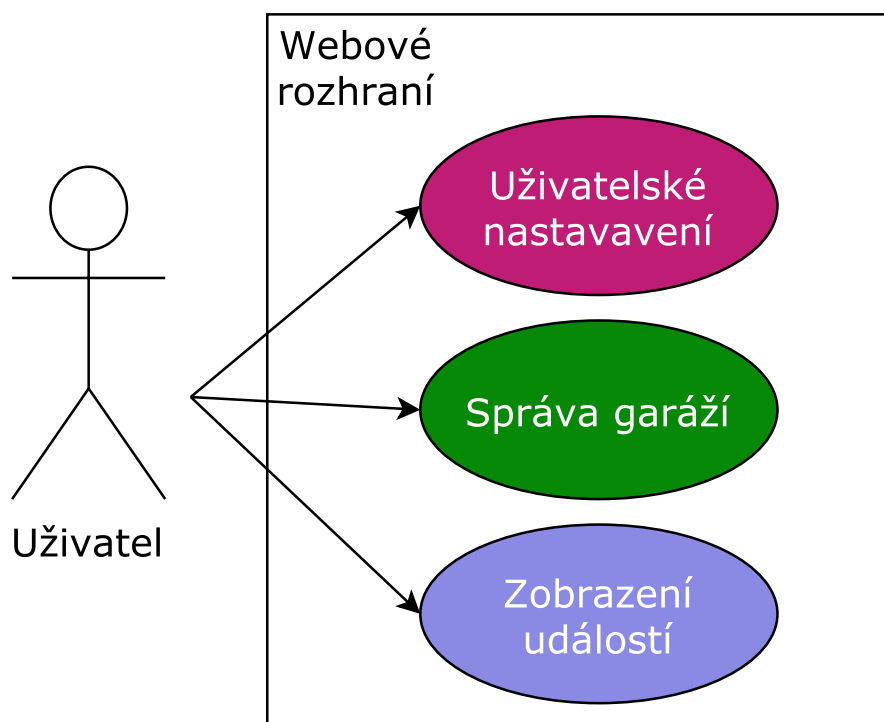 Webové
rozhraní
Uživatelské
nastavavení
Správa garáží
Uživatel
Zobrazení
událostí